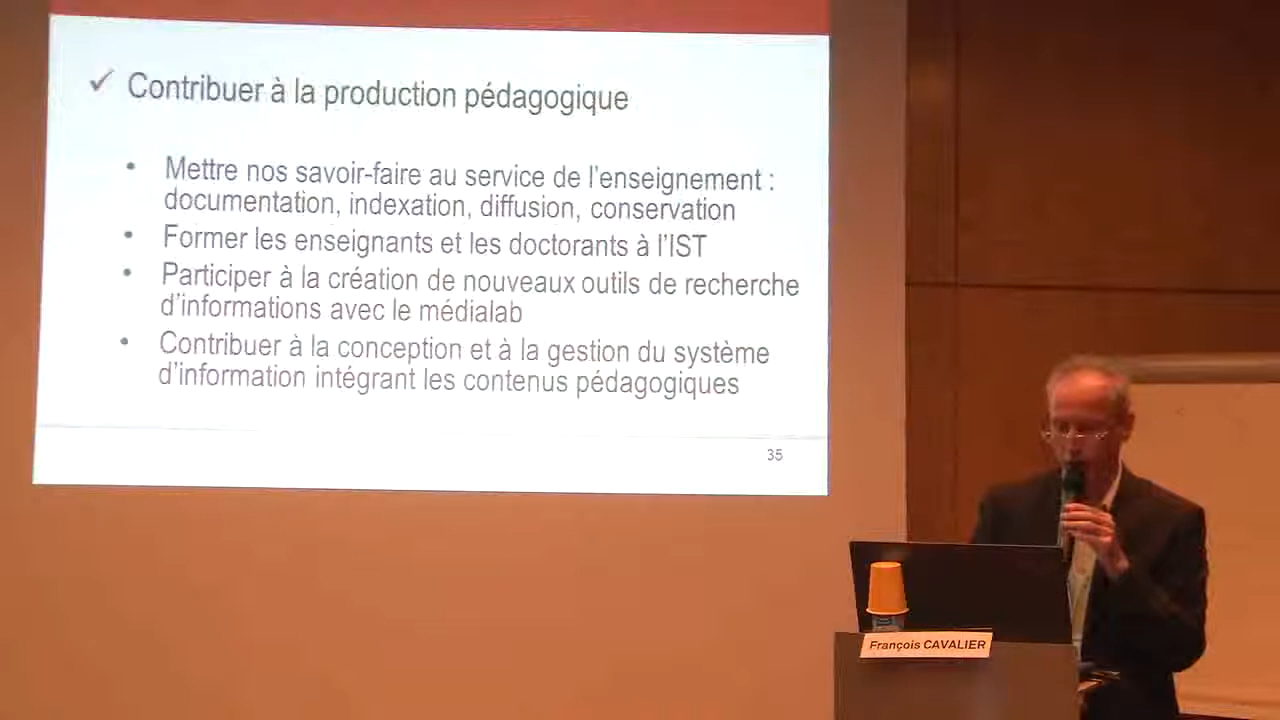 ✓ Contribuer à la production pédagogique
• Mettre nos savoir-faire au service de l’enseignement :
documentation, indexation, diffusion, conservation
• Former les enseignants et les doctorants à l’IST
• Participer à la création de nouveaux outils de recherche
d’informations avec le médialab
• Contribuer à la conception et à la gestion du système
d’information intégrant les contenus pédagogiques
35
François CAVALIER